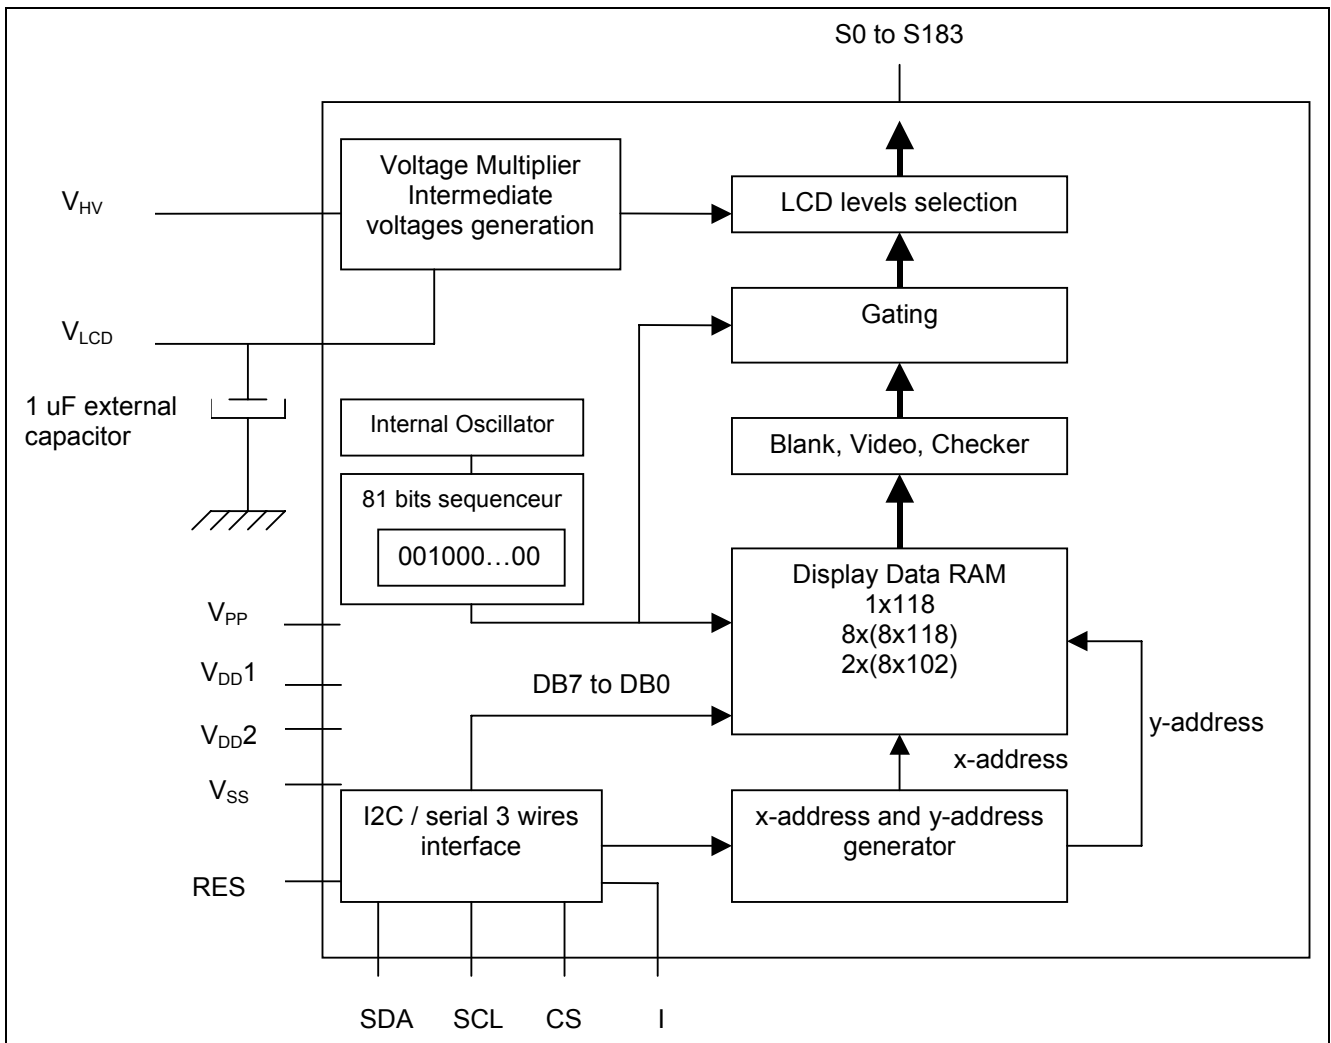 S0 to S183
Voltage Multiplier
Intermediate
voltages generation
LCD levels selection
VHV
Gating
VLCD
1 uF external
capacitor
Internal Oscillator
Blank, Video, Checker
81 bits sequenceur
001000...00
Display Data RAM
1x118
8x(8x118)
2x(8x102)
VPP
VDD1
DB7 to DB0
VDD2
y-address
x-address
VSS
I2C / serial 3 wires
interface
x-address and y-address
generator
RES
SDA SCL CS I